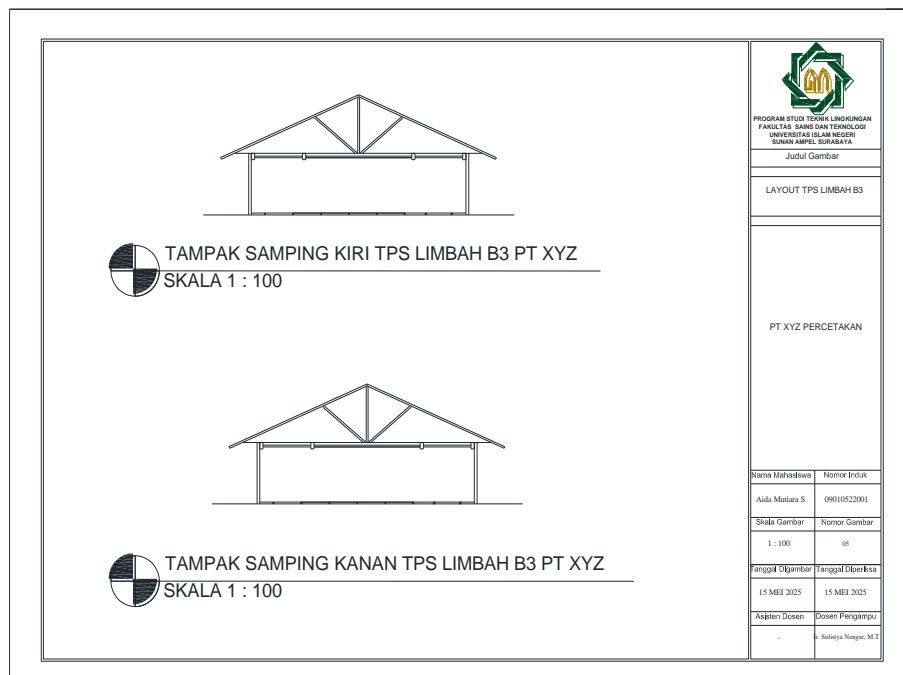 TAMPAK SAMPING KIRI TPS LIMBAH B3 PT XYZ
SKALA 1 : 100
TAMPAK SAMPING KANAN TPS LIMBAH B3 PT XYZ
SKALA 1 : 100
PROGRAM STUDI TEKNIK LINGKUNGAN
FAKULTAS SAINS DAN TEKNOLOGI
UNIVERSITAS ISLAM NEGERI
SUNAN AMPEL SURABAYA
Judul Gambar
LAYOUT TPS LIMBAH B3
PT XYZ PERCETAKAN
Nama Mahasiswa Nomor Induk
Aida Mutiara S 09010522001
Skala Gambar Nomor Gambar
1 : 100 05
Tanggal Digambar Tanggal Diperiksa
15 MEI 2025 15 MEI 2025
Asisten Dosen Dosen Pengampu
- Ir. Sulistya Nengse, M.T